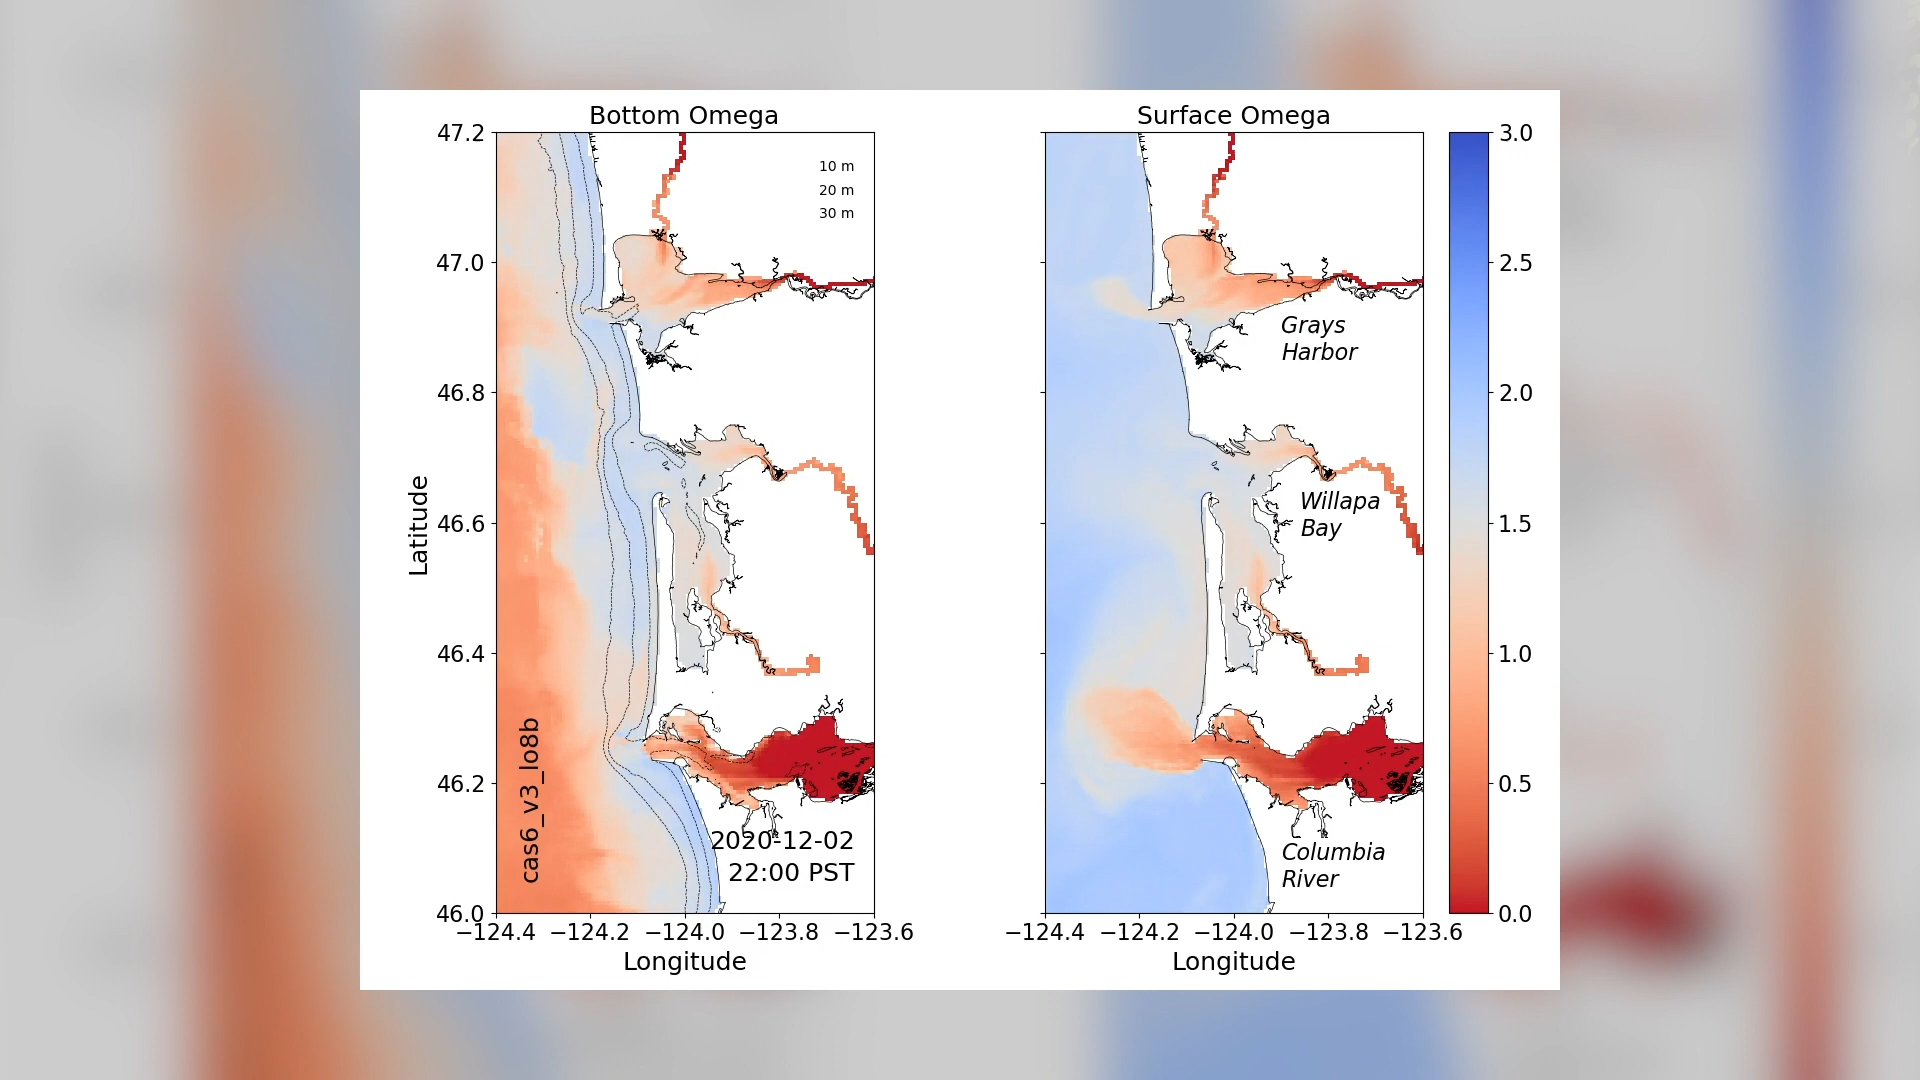 Bottom Omega
Surface Omega
47.2
47.0
46.8
46.6
46.4
46.2
46.0
Latitude
10 m
20 m
30 m
cas6_v3_lo8b
2020-12-02
22:00 PST
−124.4
−124.2
−124.0
−123.8
−123.6
Longitude
Grays
Harbor
Willapa
Bay
Columbia
River
−124.4
−124.2
−124.0
−123.8
−123.6
Longitude
3.0
2.5
2.0
1.5
1.0
0.5
0.0